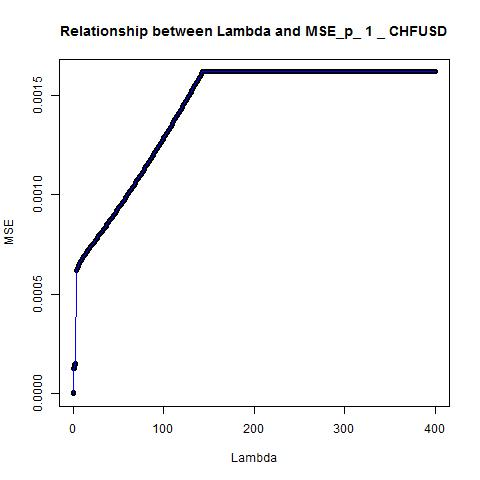 Relationship between Lambda and MSE_p_ 1 _ CHFUSD
MSE
0.0015
0.0010
0.0005
0.0000
0 100 200 300 400
Lambda